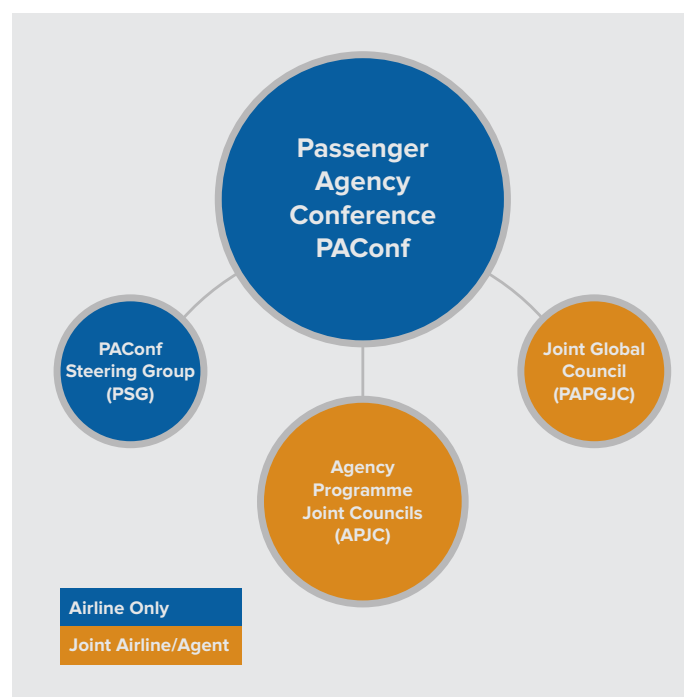 Passenger
Agency
Conference
PAConf
PAConf
Steering Group
(PSG)
Joint Global
Council
(PAPGJC)
Agency
Programme
Joint Councils
(APJC)
Airline Only
Joint Airline/Agent